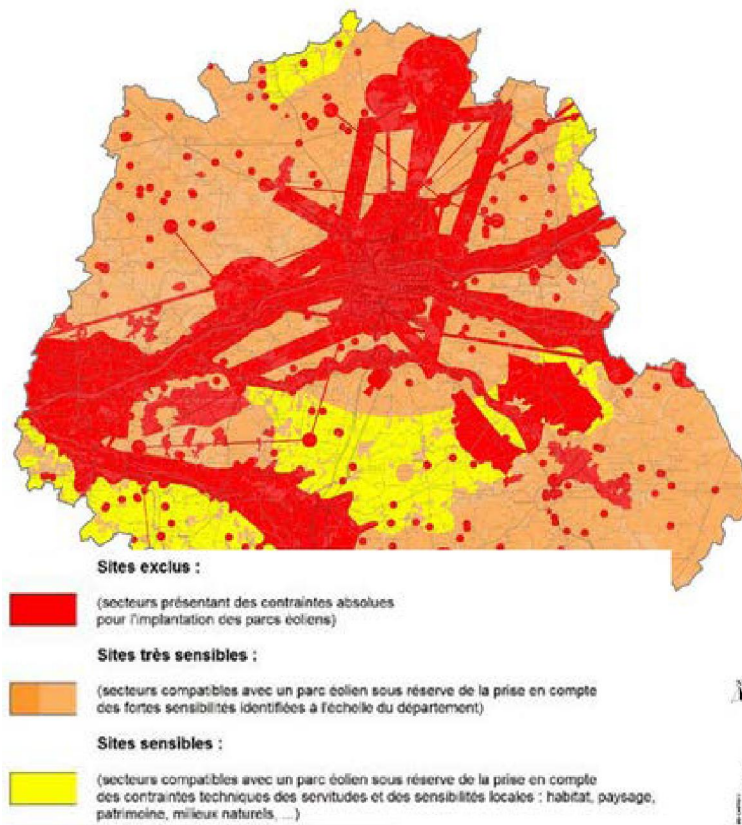 Sites exclus :
(secteurs présentant des contraintes absolues
pour l'implantation des parcs éoliens)
Sites très sensibles :
(secteurs compatibles avec un parc éolien sous réserve de la prise en compte
des fortes sensibilités identifiées à l'échelle du département)
Sites sensibles :
(secteurs compatibles avec un parc éolien sous réserve de la prise en compte
des contraintes techniques des servitudes et des sensibilités locales : habitat, paysage,
patrimoine, milieux naturels, ...)